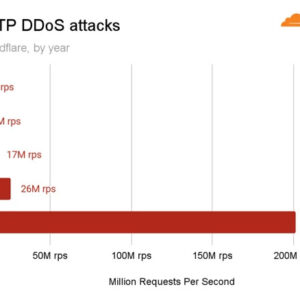 TP DDoS attacks
dflare, by year
rps
M rps
17M rps
26M rps
50M rps 100M rps 150M rps 200M
Million Requests Per Second